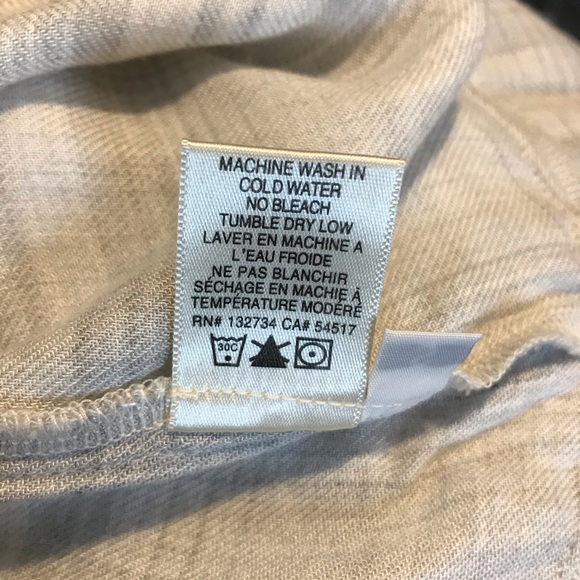 MACHINE WASH IN
COLD WATER
NO BLEACH
TUMBLE DRY LOW
LAVER EN MACHINE A
L'EAU FROIDE
NE PAS BLANCHIR
SÉCHAGE EN MACHIE À
TEMPÉRATURE MODÉRÉ
RN# 132734 CA# 54517
30C